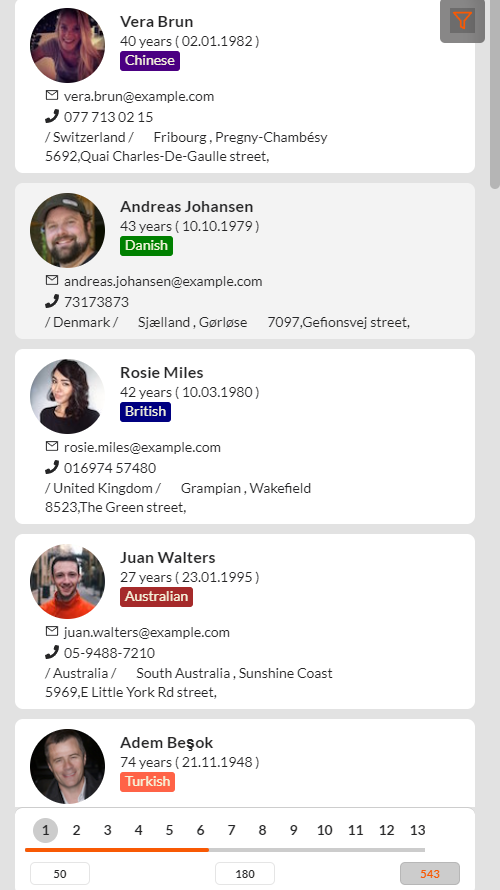 Vera Brun
40 years ( 02.01.1982 )
Chinese
vera.brun@example.com
077 713 02 15
/ Switzerland / Fribourg , Pregny-Chambésy
5692,Quai Charles-De-Gaulle street,
Andreas Johansen
43 years ( 10.10.1979 )
Danish
andreas.johansen@example.com
73173873
/ Denmark / Sjælland , Gørløse 7097,Gefionsvej street,
Rosie Miles
42 years ( 10.03.1980 )
British
rosie.miles@example.com
016974 57480
/ United Kingdom / Grampian , Wakefield
8523,The Green street,
Juan Walters
27 years ( 23.01.1995 )
Australian
juan.walters@example.com
05-9488-7210
/ Australia / South Australia , Sunshine Coast
5969,E Little York Rd street,
Adem Beşok
74 years ( 21.11.1948 )
Turkish
1 2 3 4 5 6 7 8 9 10 11 12 13
50 180 543